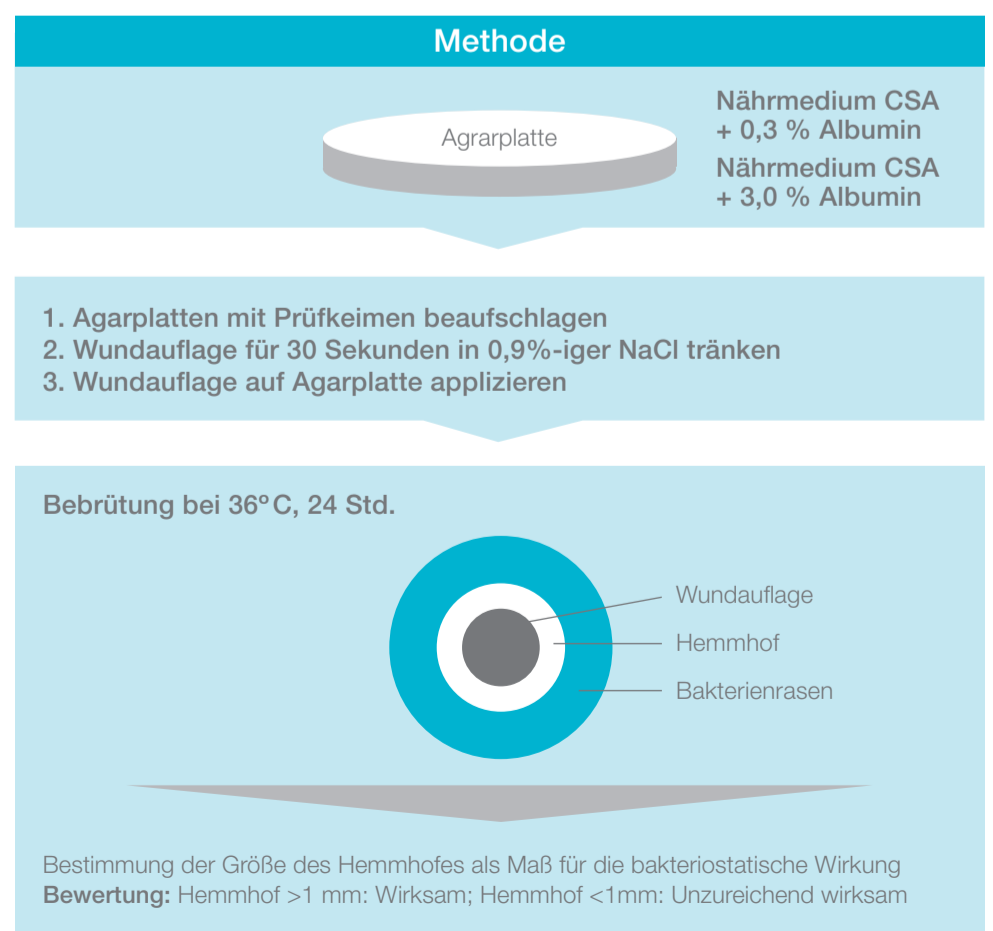 Methode
Agrarplatte
Nährmedium CSA
+ 0,3 % Albumin
Nährmedium CSA
+ 3,0 % Albumin
1. Agarplatten mit Prüfkeimen beaufschlagen
2. Wundauflage für 30 Sekunden in 0,9%-iger NaCl tränken
3. Wundauflage auf Agarplatte applizieren
Bebrütung bei 36° C, 24 Std.
Wundauflage
Hemmhof
Bakterienrasen
Bestimmung der Größe des Hemmhofes als Maß für die bakteriostatische Wirkung
Bewertung: Hemmhof >1 mm: Wirksam; Hemmhof <1mm: Unzureichend wirksam